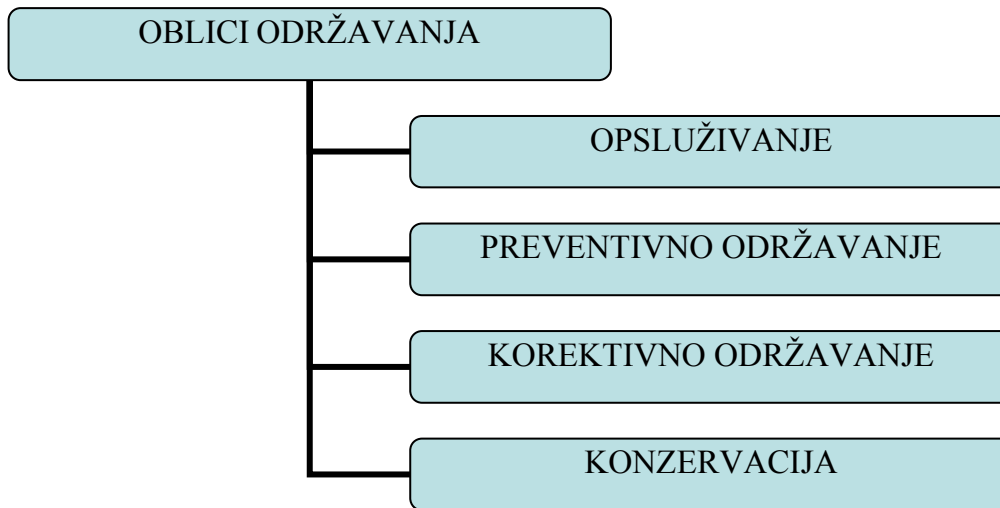 OBLICI ODRŽAVANJA
OPSLUŽIVANJE
PREVENTIVNO ODRŽAVANJE
KOREKTIVNO ODRŽAVANJE
KONZERVACIJA